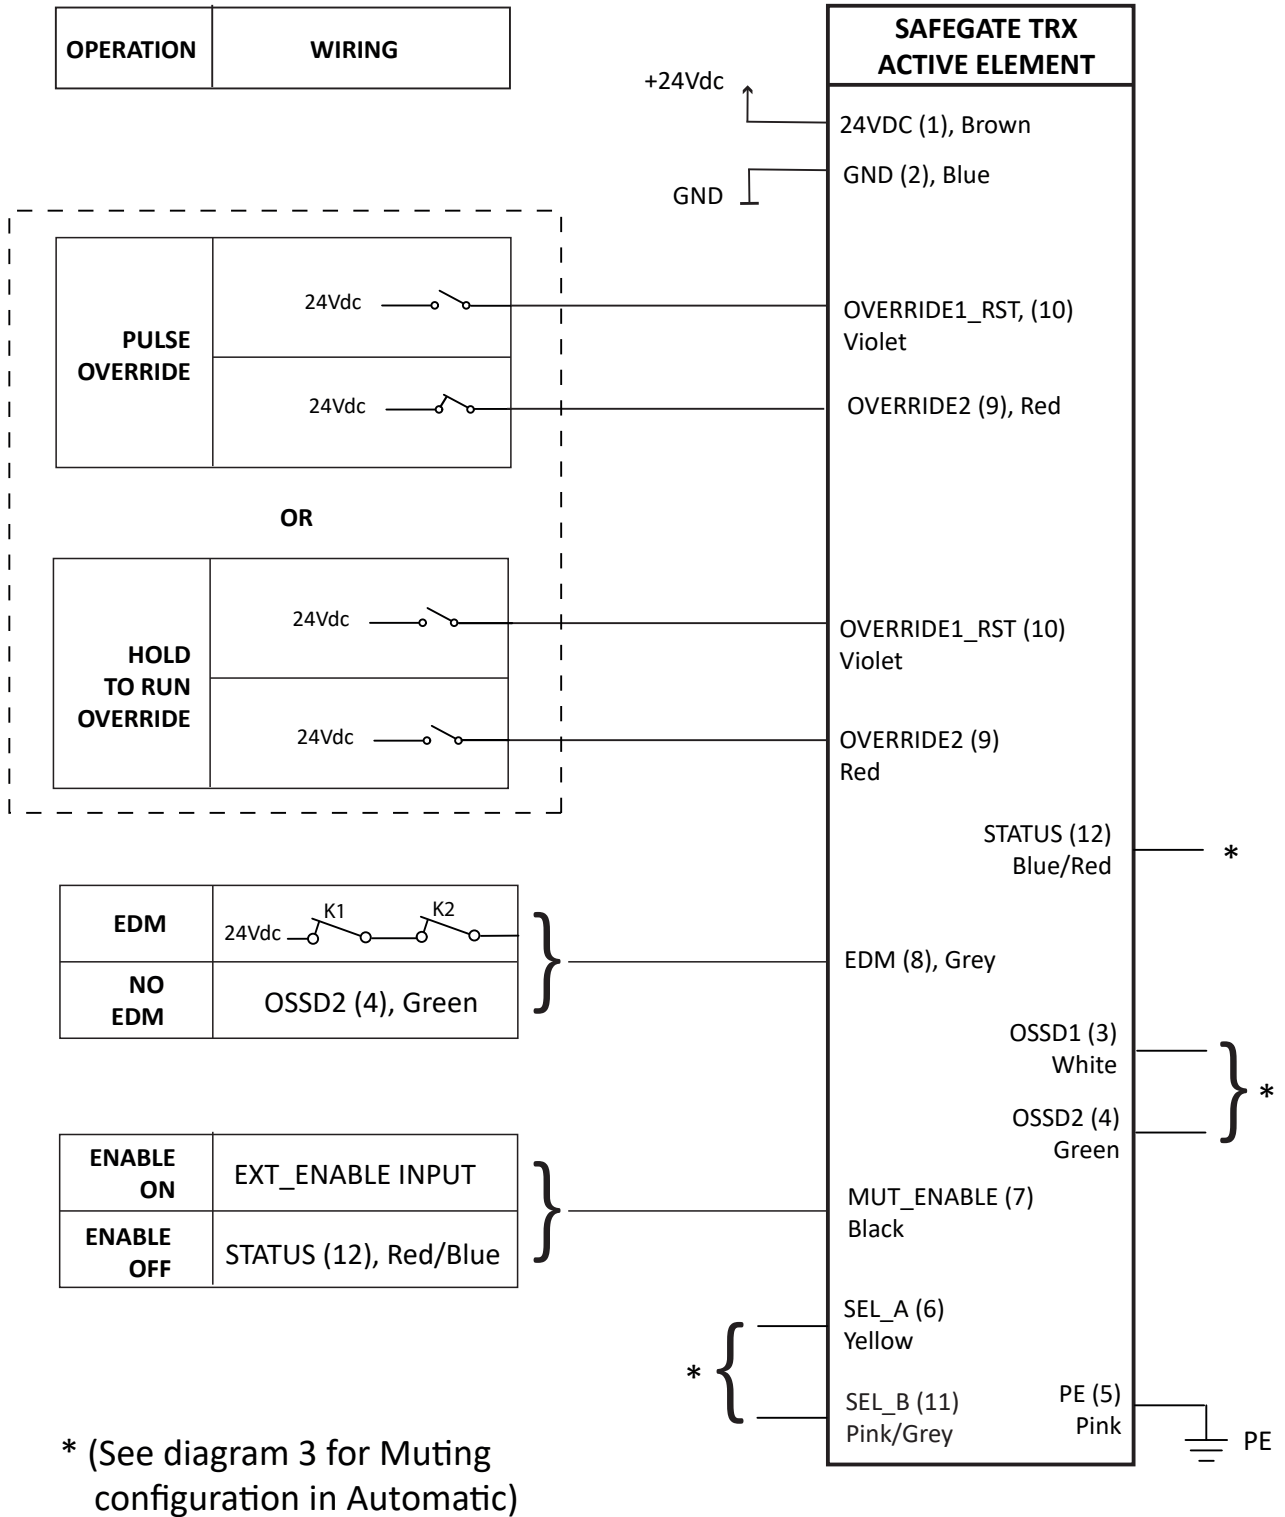 OPERATION
WIRING
SAFEGATE TRX
ACTIVE ELEMENT
+24Vdc
24VDC (1), Brown
GND
GND (2), Blue
PULSE
OVERRIDE
24Vdc
OVERRIDE1_RST, (10)
Violet
24Vdc
OVERRIDE2 (9), Red
OR
HOLD
TO RUN
OVERRIDE
24Vdc
OVERRIDE1_RST (10)
Violet
24Vdc
OVERRIDE2 (9)
Red
STATUS (12)
Blue/Red
*
EDM
24Vdc
K1
K2
NO
EDM
OSSD2 (4), Green
EDM (8), Grey
OSSD1 (3)
White
OSSD2 (4)
Green
*
ENABLE
ON
EXT_ENABLE INPUT
ENABLE
OFF
STATUS (12), Red/Blue
MUT_ENABLE (7)
Black
SEL_A (6)
Yellow
*
SEL_B (11)
Pink/Grey
PE (5)
Pink
PE
* (See diagram 3 for Muting
configuration in Automatic)